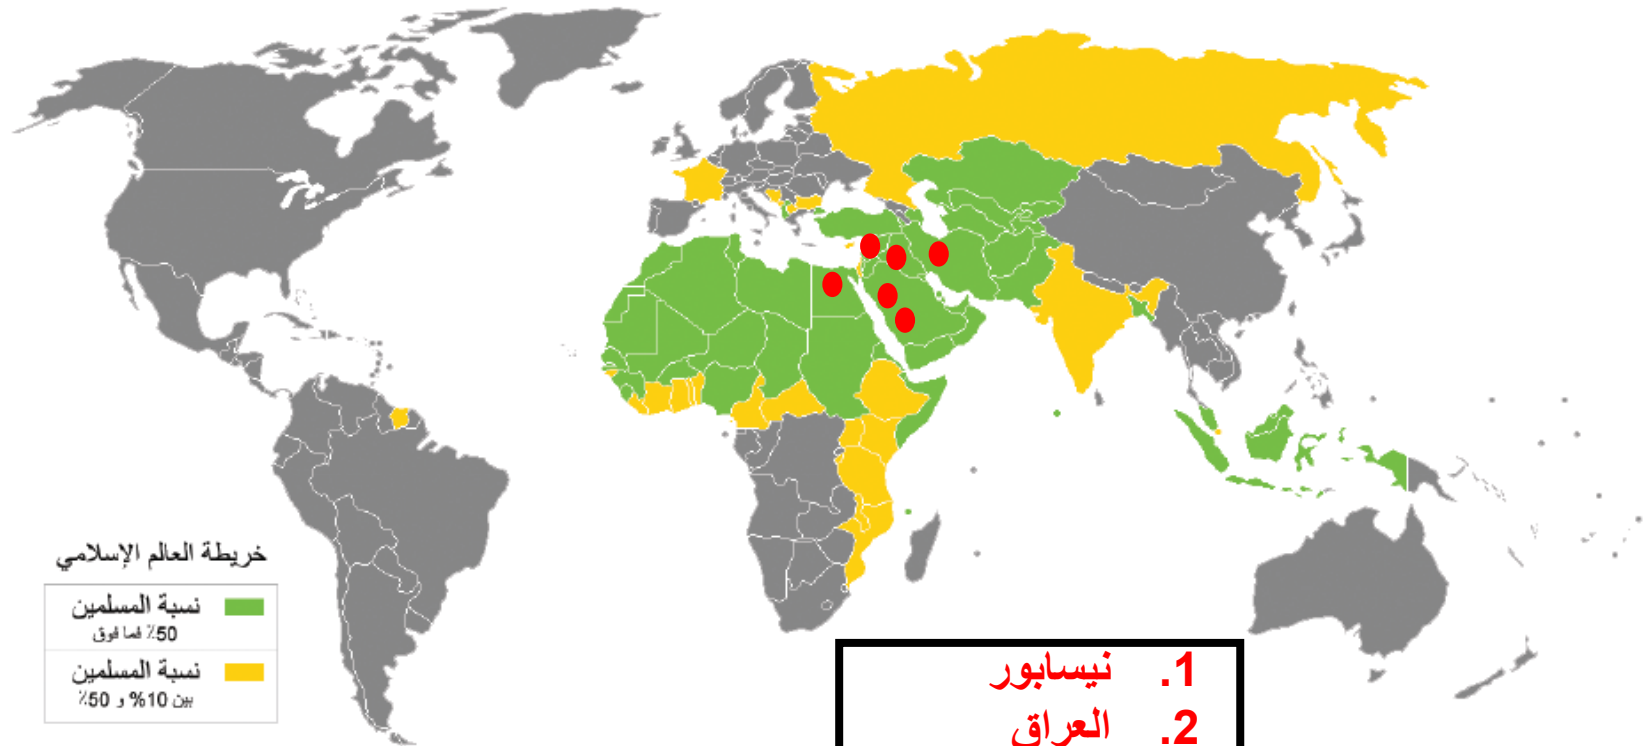 خريطة العالم الإسلامي
نسبة المسلمين
50٪ فما فوق
نسبة المسلمين
بين 10% و 50٪
1. نيسابور
2. العراق